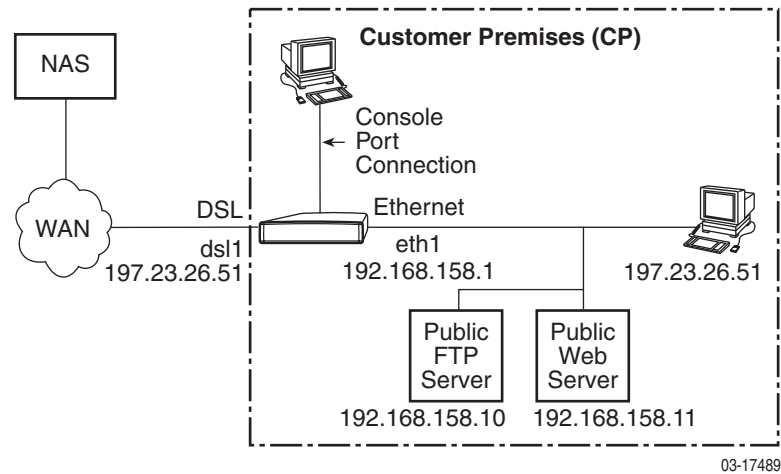 Customer Premises (CP)
NAS
Console
Port
Connection
WAN
DSL
Ethernet
dsl1
197.23.26.51
eth1
192.168.158.1
197.23.26.51
Public
FTP
Server
Public
Web
Server
192.168.158.10
192.168.158.11
03-17489